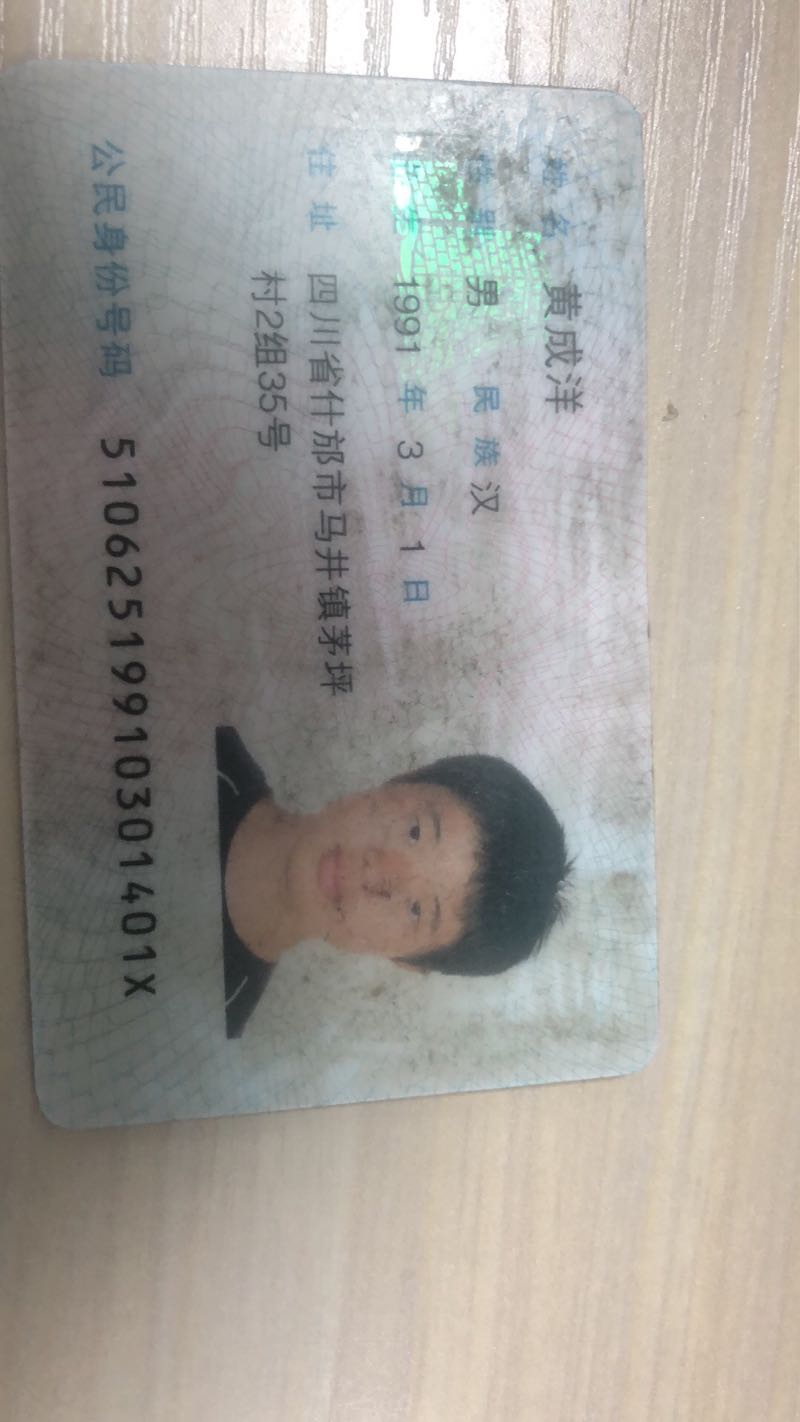 姓名 黄成洋
性别 男 民族 汉
出生 1991 年 3 月 1 日
住址 四川省什邡市马井镇茅坪
村2组35号
公民身份号码 51062519910301401X